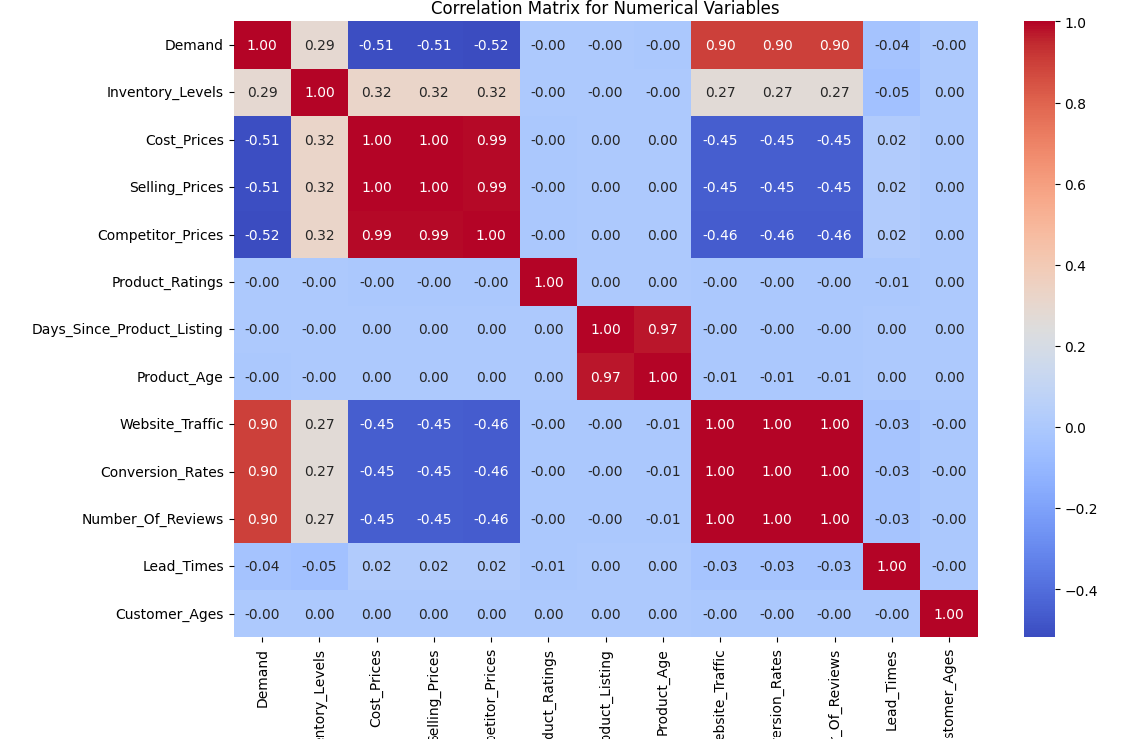 Correlation Matrix for Numerical Variables
Demand 1.00 0.29 -0.51 -0.51 -0.52 -0.00 -0.00 -0.00 0.90 0.90 0.90 -0.04 -0.00
Inventory_Levels 0.29 1.00 0.32 0.32 0.32 -0.00 -0.00 -0.00 0.27 0.27 0.27 -0.05 0.00
Cost_Prices -0.51 0.32 1.00 1.00 0.99 -0.00 0.00 0.00 -0.45 -0.45 -0.45 0.02 0.00
Selling_Prices -0.51 0.32 1.00 1.00 0.99 -0.00 0.00 0.00 -0.45 -0.45 -0.45 0.02 0.00
Competitor_Prices -0.52 0.32 0.99 0.99 1.00 -0.00 0.00 0.00 -0.46 -0.46 -0.46 0.02 0.00
Product_Ratings -0.00 -0.00 -0.00 -0.00 -0.00 1.00 0.00 0.00 -0.00 -0.00 -0.00 -0.01 0.00
Days_Since_Product_Listing -0.00 -0.00 0.00 0.00 0.00 0.00 1.00 0.97 -0.00 -0.00 -0.00 0.00 0.00
Product_Age -0.00 -0.00 0.00 0.00 0.00 0.00 0.97 1.00 -0.01 -0.01 -0.01 0.00 0.00
Website_Traffic 0.90 0.27 -0.45 -0.45 -0.46 -0.00 -0.00 -0.01 1.00 1.00 1.00 -0.03 -0.00
Conversion_Rates 0.90 0.27 -0.45 -0.45 -0.46 -0.00 -0.00 -0.01 1.00 1.00 1.00 -0.03 -0.00
Number_Of_Reviews 0.90 0.27 -0.45 -0.45 -0.46 -0.00 -0.00 -0.01 1.00 1.00 1.00 -0.03 -0.00
Lead_Times -0.04 -0.05 0.02 0.02 0.02 -0.01 0.00 0.00 -0.03 -0.03 -0.03 1.00 -0.00
Customer_Ages -0.00 0.00 0.00 0.00 0.00 0.00 0.00 0.00 -0.00 -0.00 -0.00 -0.00 1.00
Demand
ntory_Levels
Cost_Prices
Selling_Prices
petitor_Prices
duct_Ratings
oduct_Listing
Product_Age
ebsite_Traffic
ersion_Rates
_Of_Reviews
Lead_Times
stomer_Ages
1.0
0.8
0.6
0.4
0.2
0.0
−0.2
−0.4